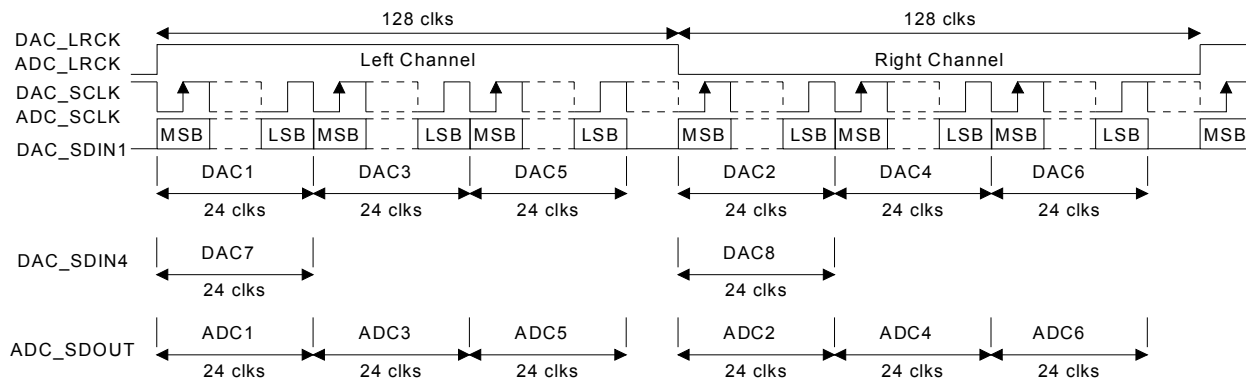 128 clks 128 clks
DAC_LRCK
ADC_LRCK Left Channel Right Channel
DAC_SCLK
ADC_SCLK
DAC_SDIN1 MSB LSB MSB LSB MSB LSB MSB LSB MSB LSB MSB LSB MSB
DAC1 DAC3 DAC5 DAC2 DAC4 DAC6
24 clks 24 clks 24 clks 24 clks 24 clks 24 clks
DAC_SDIN4 DAC7 DAC8
24 clks 24 clks
ADC_SDOUT ADC1 ADC3 ADC5 ADC2 ADC4 ADC6
24 clks 24 clks 24 clks 24 clks 24 clks 24 clks